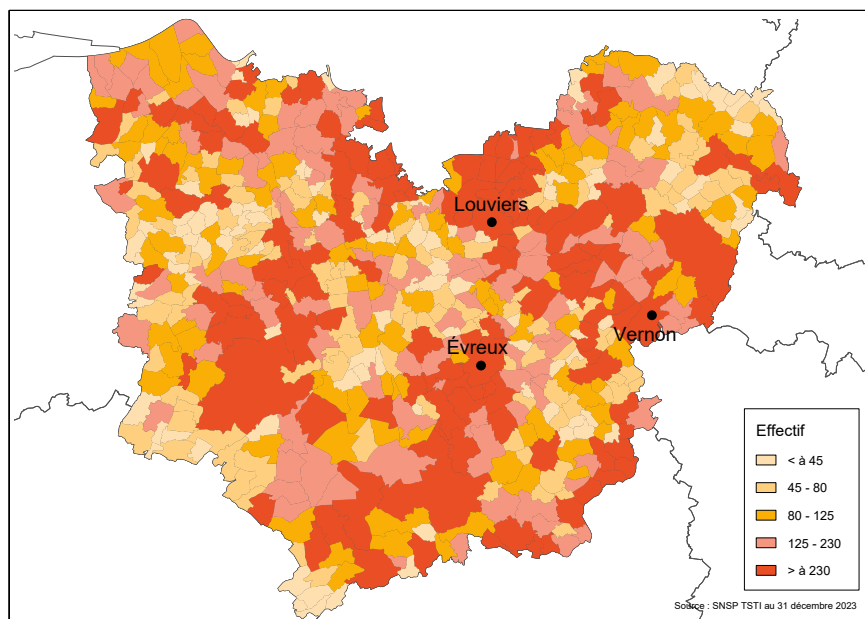 Louviers
Vernon
Évreux
Effectif
< à 45
45 - 80
80 - 125
125 - 230
> à 230
Source : SNSP TSTI au 31 décembre 2023